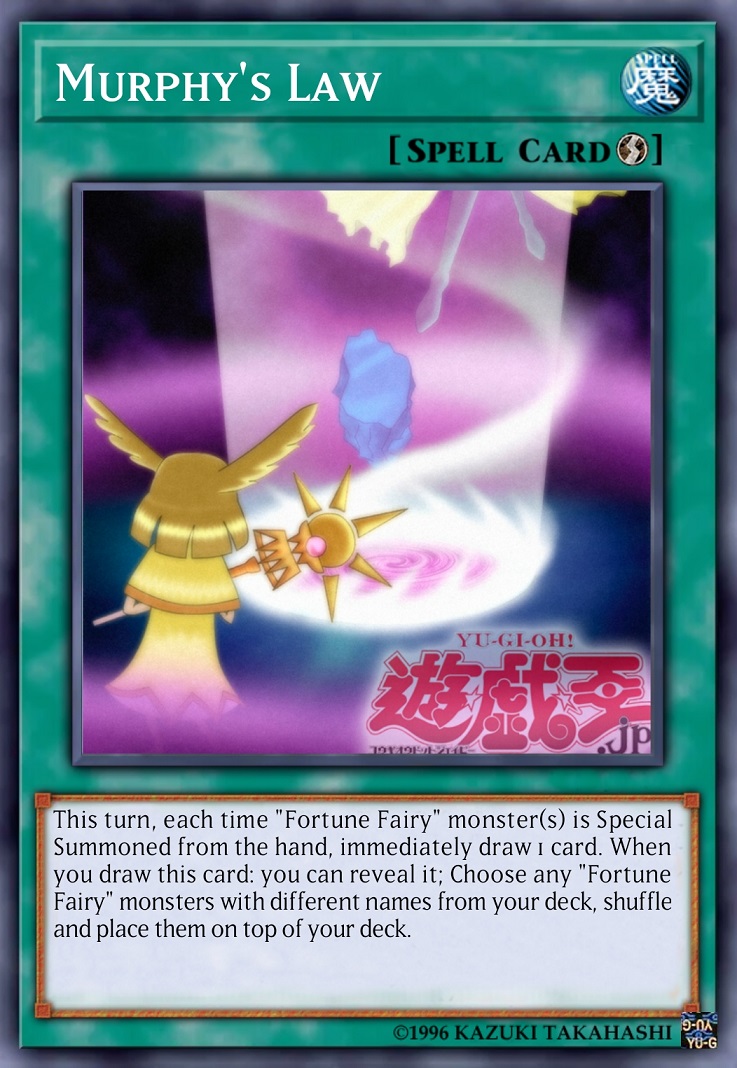 Murphy's Law
SPELL
魔
[Spell Card]
YU-GI-OH!
遊戯王
.jp
This turn, each time "Fortune Fairy" monster(s) is Special
Summoned from the hand, immediately draw 1 card. When
you draw this card: you can reveal it; Choose any "Fortune
Fairy" monsters with different names from your deck, shuffle
and place them on top of your deck.
©1996 KAZUKI TAKAHASHI
YU-G